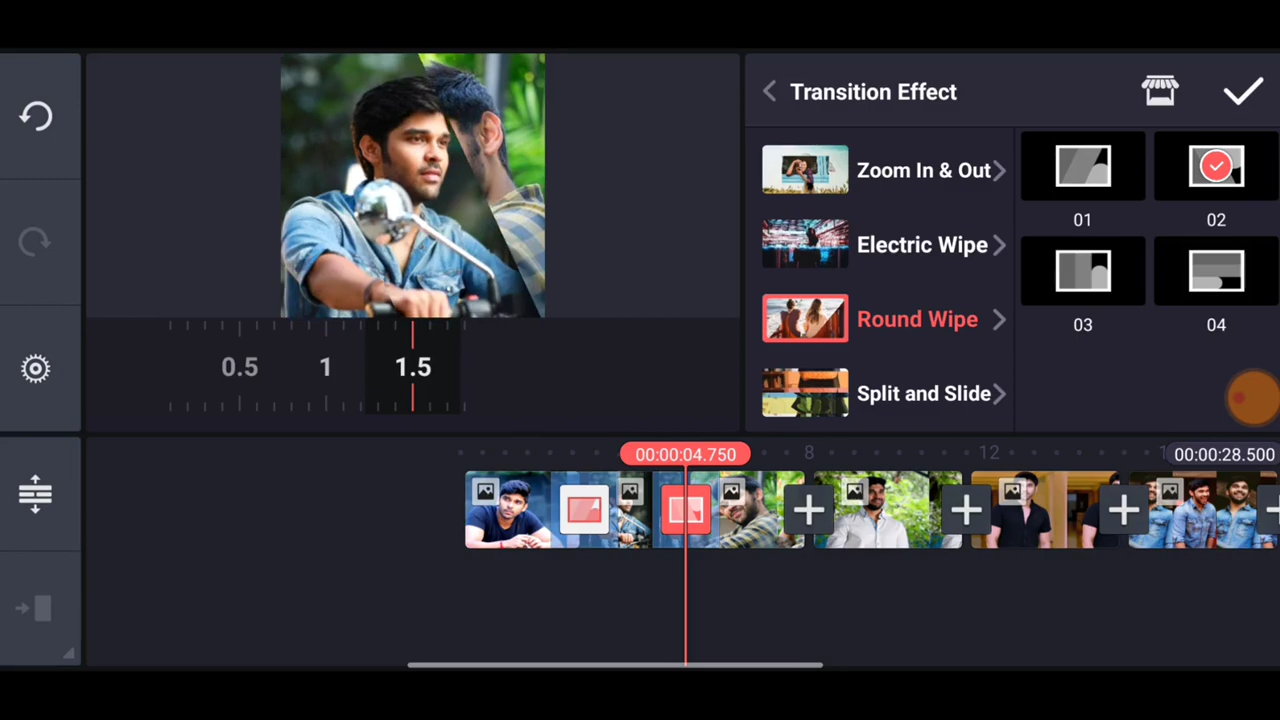 Transition Effect
Zoom In & Out
Electric Wipe
Round Wipe
Split and Slide
01
02
03
04
0.5
1
1.5
00:00:04.750
8
12
00:00:28.500